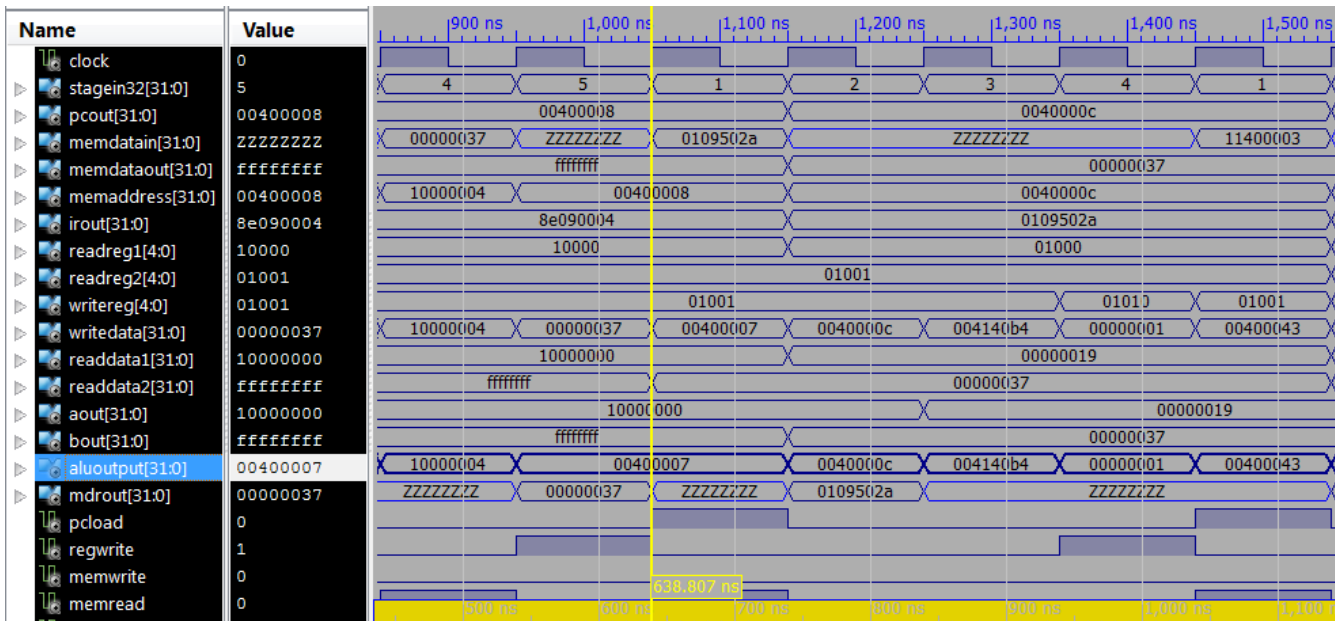 Name Value 900 ns 1,000 ns 1,100 ns 1,200 ns 1,300 ns 1,400 ns 1,500 ns
clock 0
stagein32[31:0] 5 4 5 1 2 3 4 1
pcout[31:0] 00400008 00400008 0040000c
memdatain[31:0] ZZZZZZZZ 00000037 ZZZZZZZZ 0109502a ZZZZZZZZ 11400003
memdataout[31:0] ffffffff ffffffff 00000037
memaddress[31:0] 00400008 10000004 00400008 0040000c
irout[31:0] 8e090004 8e090004 0109502a
readreg1[4:0] 10000 10000 01000
readreg2[4:0] 01001 01001
writereg[4:0] 01001 01001 01010 01001
writedata[31:0] 00000037 10000004 00000037 00400007 0040000c 004140b4 00000001 00400043
readdata1[31:0] 10000000 10000000 00000019
readdata2[31:0] ffffffff ffffffff 00000037
aout[31:0] 10000000 10000000 00000019
bout[31:0] ffffffff ffffffff 00000037
aluoutput[31:0] 00400007 10000004 00400007 0040000c 004140b4 00000001 00400043
mdrout[31:0] 00000037 ZZZZZZZZ 00000037 ZZZZZZZZ 0109502a ZZZZZZZZ
pcload 0
regwrite 1
memwrite 0 638.807 ns
memread 0 500 ns 600 ns 700 ns 800 ns 900 ns 1,000 ns 1,100